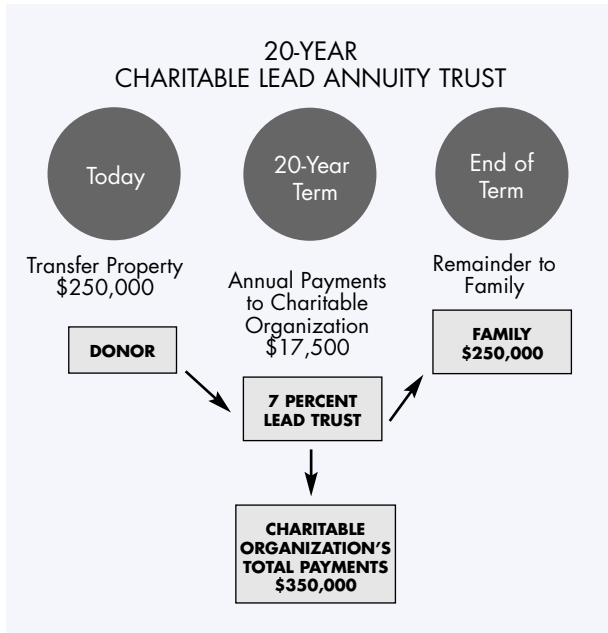 20-YEAR
CHARITABLE LEAD ANNUITY TRUST
Today
20-Year
Term
End of
Term
Transfer Property
$250,000
Annual Payments
to Charitable
Organization
$17,500
Remainder to
Family
DONOR
FAMILY
$250,000
7 PERCENT
LEAD TRUST
CHARITABLE
ORGANIZATION'S
TOTAL PAYMENTS
$350,000